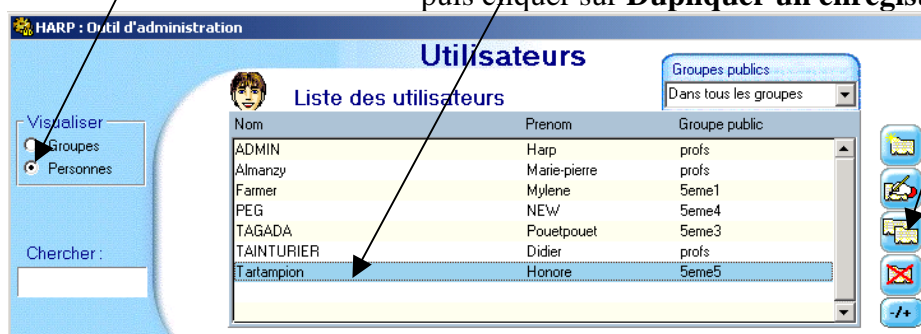 puis cliquer sur Dupliquer un enregis
HARP : Outil d'administration
Utilisateurs
Groupes publics
Dans tous les groupes
Liste des utilisateurs
Visualiser
Groupes
Personnes
Chercher :
Nom Prenom Groupe public
ADMIN Harp profs
Almanzy Marie-pierre profs
Farmer Mylene 5eme1
PEG NEW 5eme4
TAGADA Pouetpouet 5eme3
TAINTURIER Didier profs
Tartampion Honore 5eme5
-/+